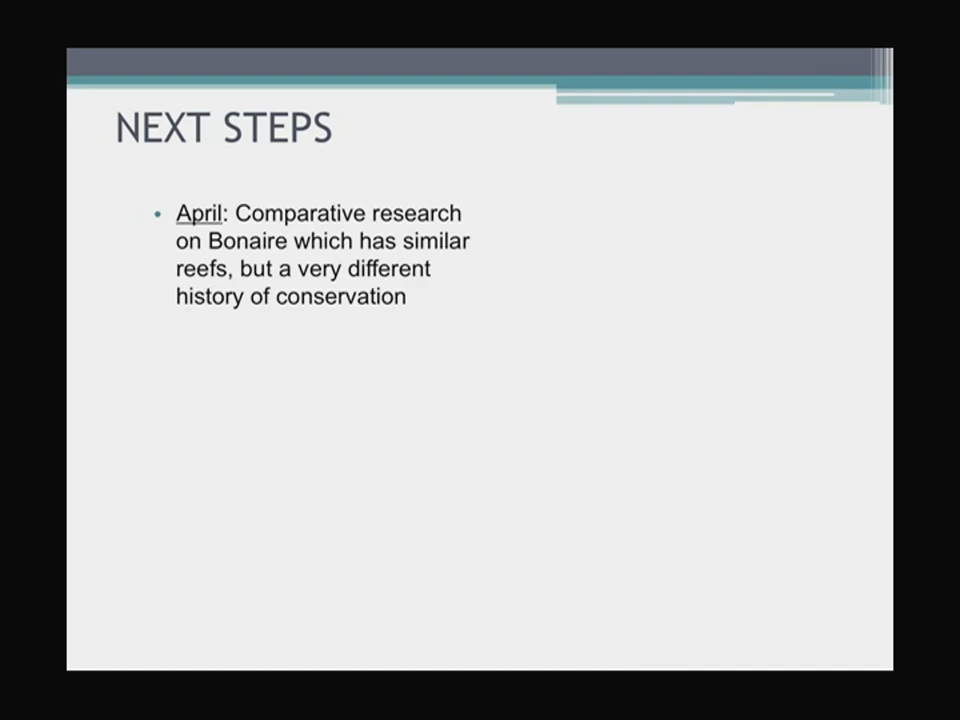 NEXT STEPS
• April: Comparative research
on Bonaire which has similar
reefs, but a very different
history of conservation